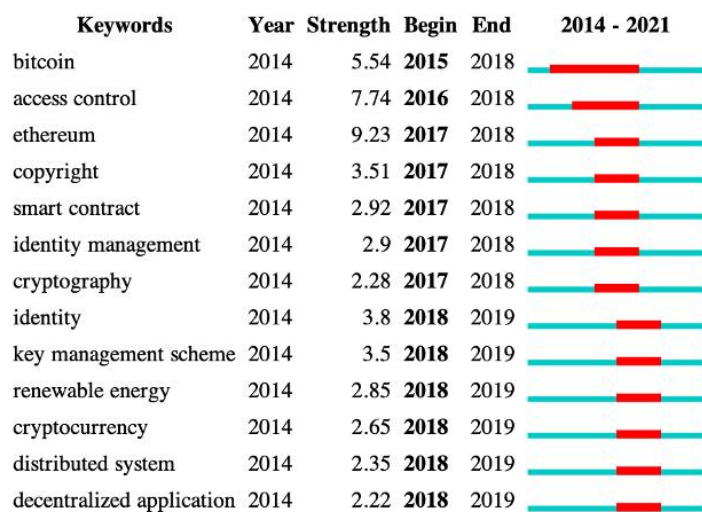 Keywords Year Strength Begin End 2014 - 2021
bitcoin 2014 5.54 2015 2018
access control 2014 7.74 2016 2018
ethereum 2014 9.23 2017 2018
copyright 2014 3.51 2017 2018
smart contract 2014 2.92 2017 2018
identity management 2014 2.9 2017 2018
cryptography 2014 2.28 2017 2018
identity 2014 3.8 2018 2019
key management scheme 2014 3.5 2018 2019
renewable energy 2014 2.85 2018 2019
cryptocurrency 2014 2.65 2018 2019
distributed system 2014 2.35 2018 2019
decentralized application 2014 2.22 2018 2019